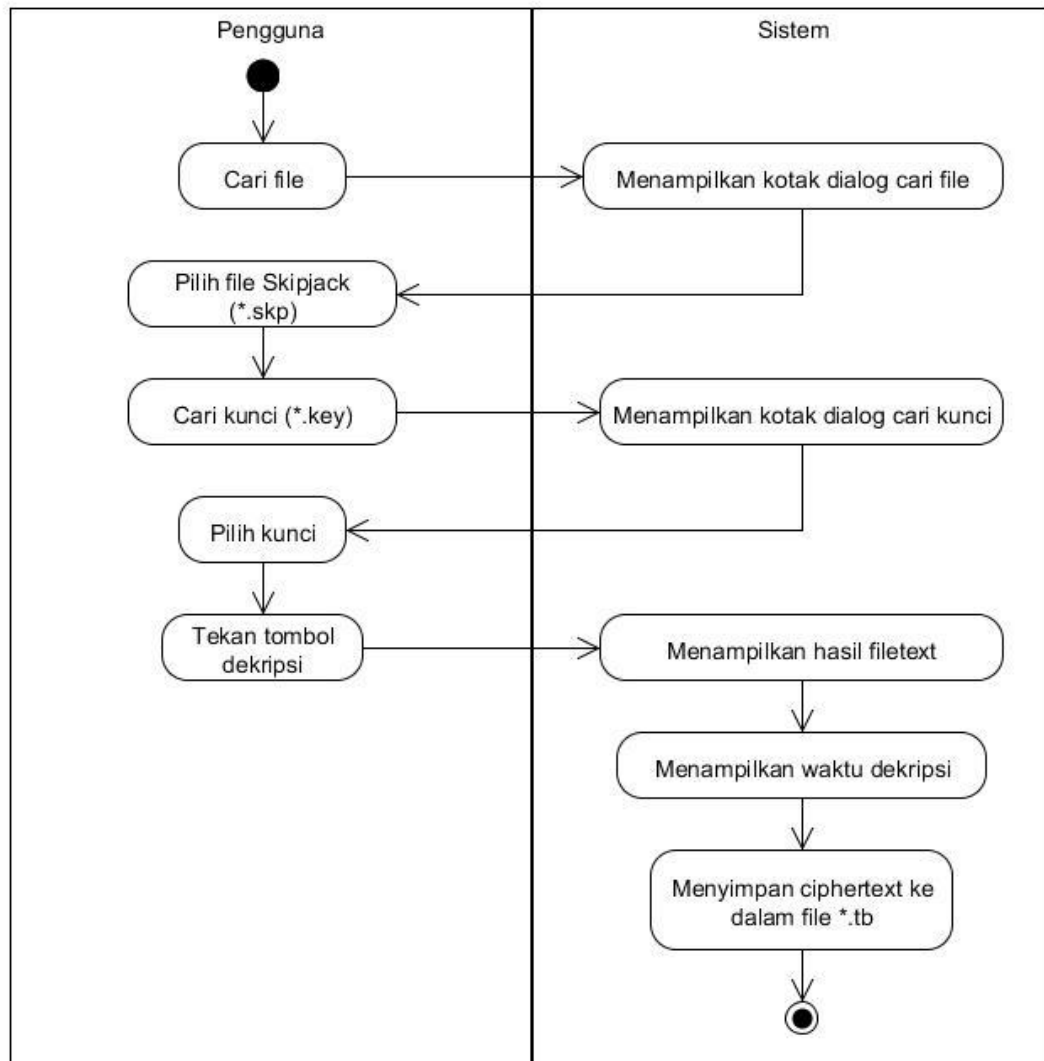 Pengguna
Sistem
Cari file
Menampilkan kotak dialog cari file
Pilih file Skipjack
(*.skp)
Cari kunci (*.key)
Menampilkan kotak dialog cari kunci
Pilih kunci
Tekan tombol
dekripsi
Menampilkan hasil filetext
Menampilkan waktu dekripsi
Menyimpan ciphertext ke
dalam file *.tb